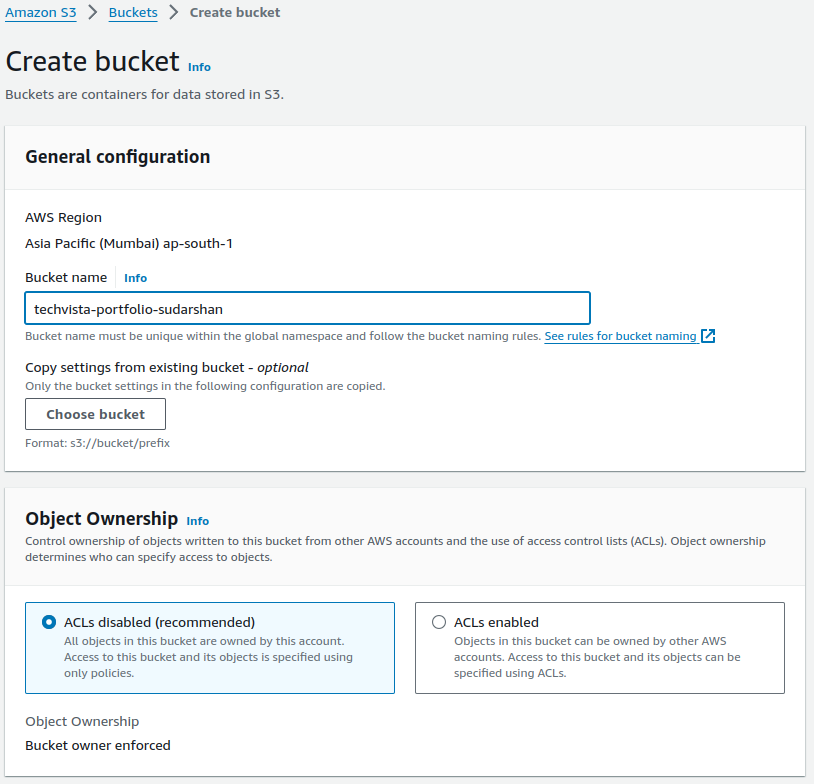 Amazon S3 > Buckets > Create bucket
Create bucket Info
Buckets are containers for data stored in S3.
General configuration
AWS Region
Asia Pacific (Mumbai) ap-south-1
Bucket name Info
techvista-portfolio-sudarshan
Bucket name must be unique within the global namespace and follow the bucket naming rules. See rules for bucket naming
Copy settings from existing bucket - optional
Only the bucket settings in the following configuration are copied.
Choose bucket
Format: s3://bucket/prefix
Object Ownership Info
Control ownership of objects written to this bucket from other AWS accounts and the use of access control lists (ACLs). Object ownership
determines who can specify access to objects.
ACLs disabled (recommended)
All objects in this bucket are owned by this account.
Access to this bucket and its objects is specified using
only policies.
ACLs enabled
Objects in this bucket can be owned by other AWS
accounts. Access to this bucket and its objects can be
specified using ACLs.
Object Ownership
Bucket owner enforced